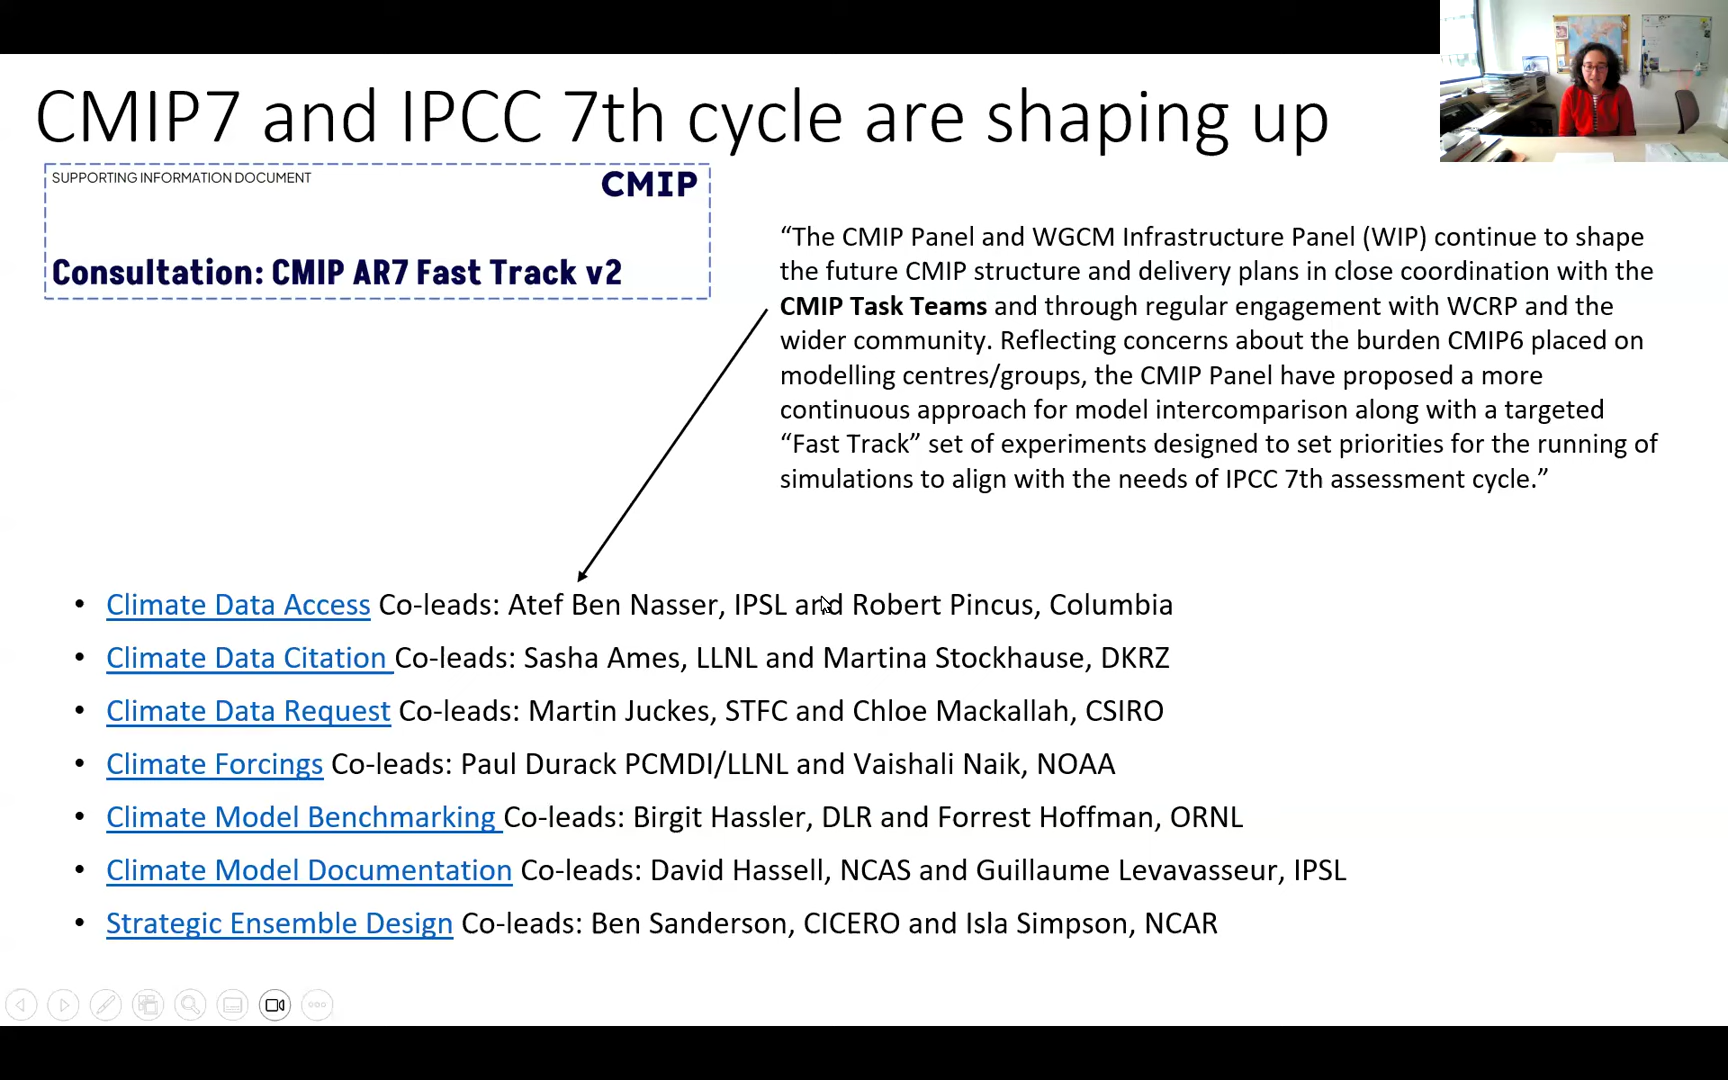 CMIP7 and IPCC 7th cycle are shaping up
SUPPORTING INFORMATION DOCUMENT
CMIP
Consultation: CMIP AR7 Fast Track v2
“The CMIP Panel and WGCM Infrastructure Panel (WIP) continue to shape
the future CMIP structure and delivery plans in close coordination with the
CMIP Task Teams and through regular engagement with WCRP and the
wider community. Reflecting concerns about the burden CMIP6 placed on
modelling centres/groups, the CMIP Panel have proposed a more
continuous approach for model intercomparison along with a targeted
“Fast Track” set of experiments designed to set priorities for the running of
simulations to align with the needs of IPCC 7th assessment cycle.”
• Climate Data Access Co-leads: Atef Ben Nasser, IPSL and Robert Pincus, Columbia
• Climate Data Citation Co-leads: Sasha Ames, LLNL and Martina Stockhause, DKRZ
• Climate Data Request Co-leads: Martin Juckes, STFC and Chloe Mackallah, CSIRO
• Climate Forcings Co-leads: Paul Durack PCMDI/LLNL and Vaishali Naik, NOAA
• Climate Model Benchmarking Co-leads: Birgit Hassler, DLR and Forrest Hoffman, ORNL
• Climate Model Documentation Co-leads: David Hassell, NCAS and Guillaume Levavasseur, IPSL
• Strategic Ensemble Design Co-leads: Ben Sanderson, CICERO and Isla Simpson, NCAR